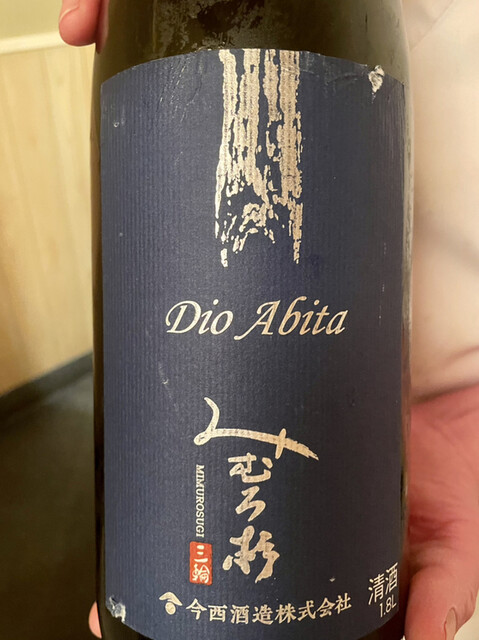 Dio Abita
みむろ杉
MIMUROSUGI
三輪
清酒
1.8L
今西酒造株式会社